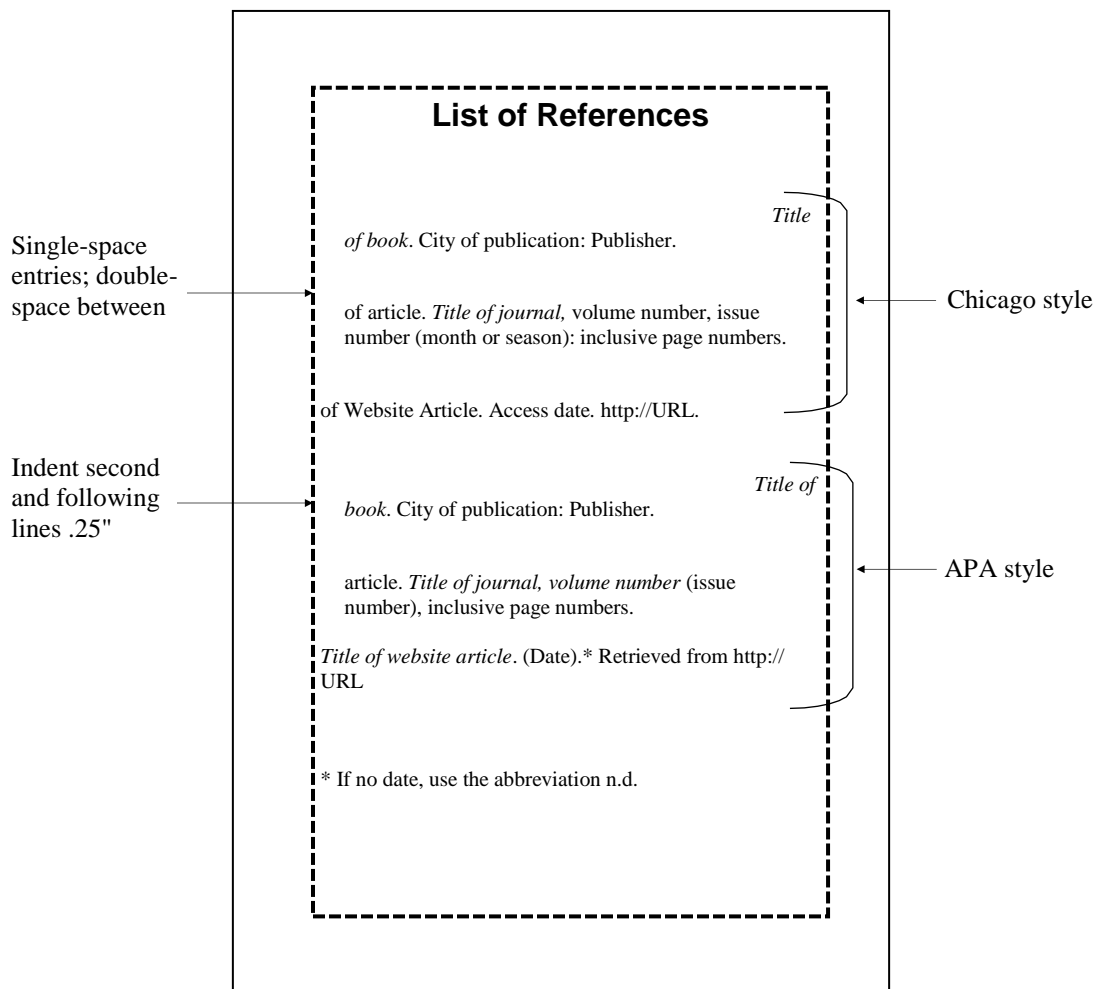 List of References
Title
of book. City of publication: Publisher.
of article. Title of journal, volume number, issue
number (month or season): inclusive page numbers.
of Website Article. Access date. http://URL.
Title of
book. City of publication: Publisher.
article. Title of journal, volume number (issue
number), inclusive page numbers.
Title of website article. (Date).* Retrieved from http://
URL
* If no date, use the abbreviation n.d.
Single-space
entries; double-
space between
Indent second
and following
lines .25"
Chicago style
APA style